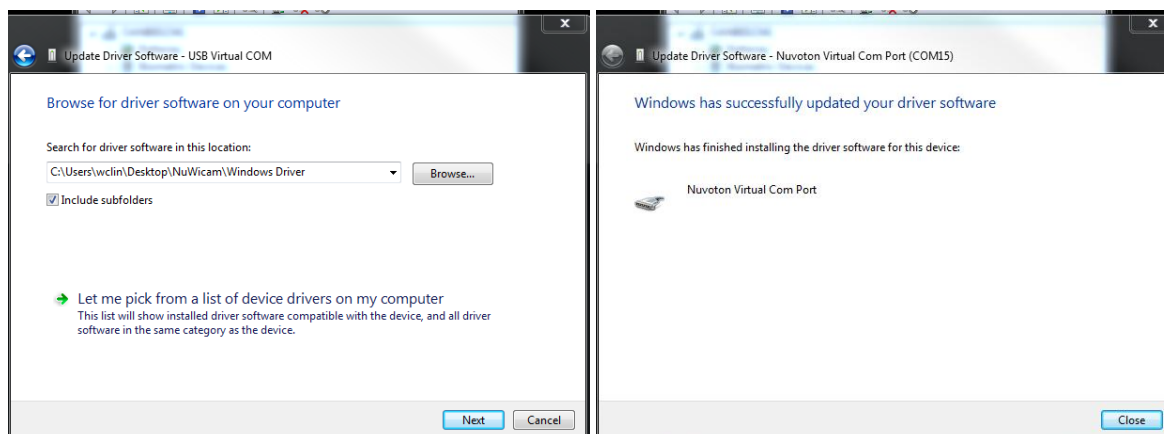 x
Update Driver Software - USB Virtual COM
Browse for driver software on your computer
Search for driver software in this location:
C:\Users\wclin\Desktop\NuWicam\Windows Driver
Browse...
Include subfolders
Let me pick from a list of device drivers on my computer
This list will show installed driver software compatible with the device, and all driver
software in the same category as the device.
Next
Cancel
x
Update Driver Software - Nuvoton Virtual Com Port (COM15)
Windows has successfully updated your driver software
Windows has finished installing the driver software for this device:
Nuvoton Virtual Com Port
Close